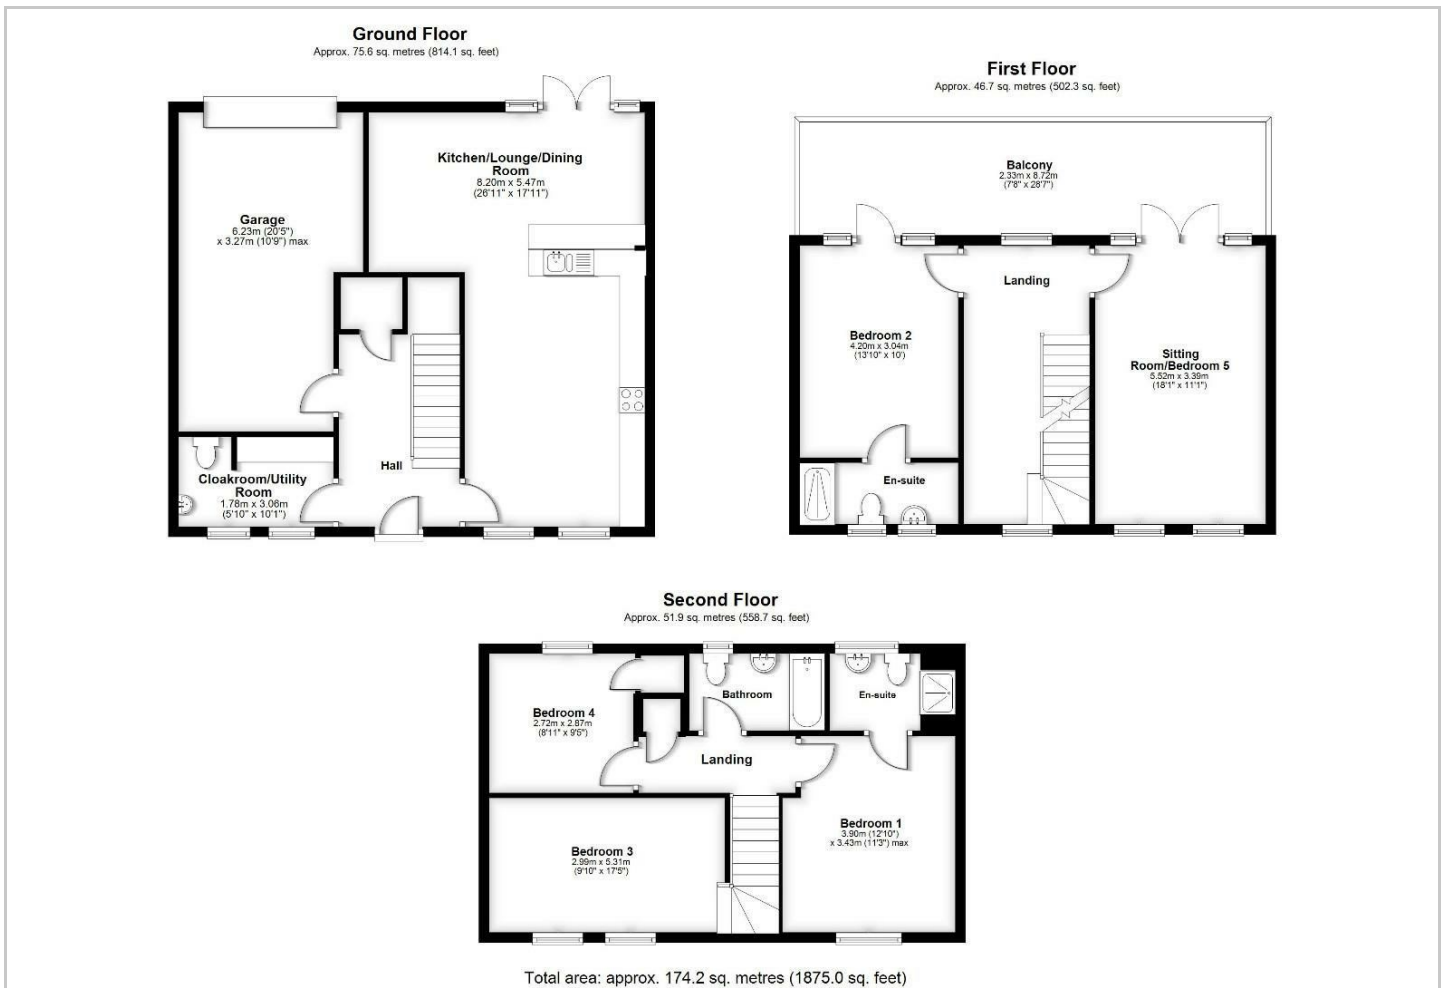 Ground Floor
Approx. 75.6 sq. metres (814.1 sq. feet)
Kitchen/Lounge/Dining
Room
8.20m x 5.47m
(26'11" x 17'11")
Garage
6.23m (20'5")
x 3.27m (10'9") max
Hall
Cloakroom/Utility
Room
1.78m x 3.06m
(5'10" x 10'1")
First Floor
Approx. 46.7 sq. metres (502.3 sq. feet)
Balcony
2.33m x 8.72m
(7'8" x 28'7")
Landing
Bedroom 2
4.20m x 3.04m
(13'10" x 10')
Sitting
Room/Bedroom 5
5.52m x 3.39m
(18'1" x 11'1")
En-suite
Second Floor
Approx. 51.9 sq. metres (558.7 sq. feet)
Bathroom
En-suite
Bedroom 4
2.72m x 2.87m
(8'11" x 9'5")
Landing
Bedroom 1
3.90m (12'10")
x 3.43m (11'3") max
Bedroom 3
2.99m x 5.31m
(9'10" x 17'5")
Total area: approx. 174.2 sq. metres (1875.0 sq. feet)